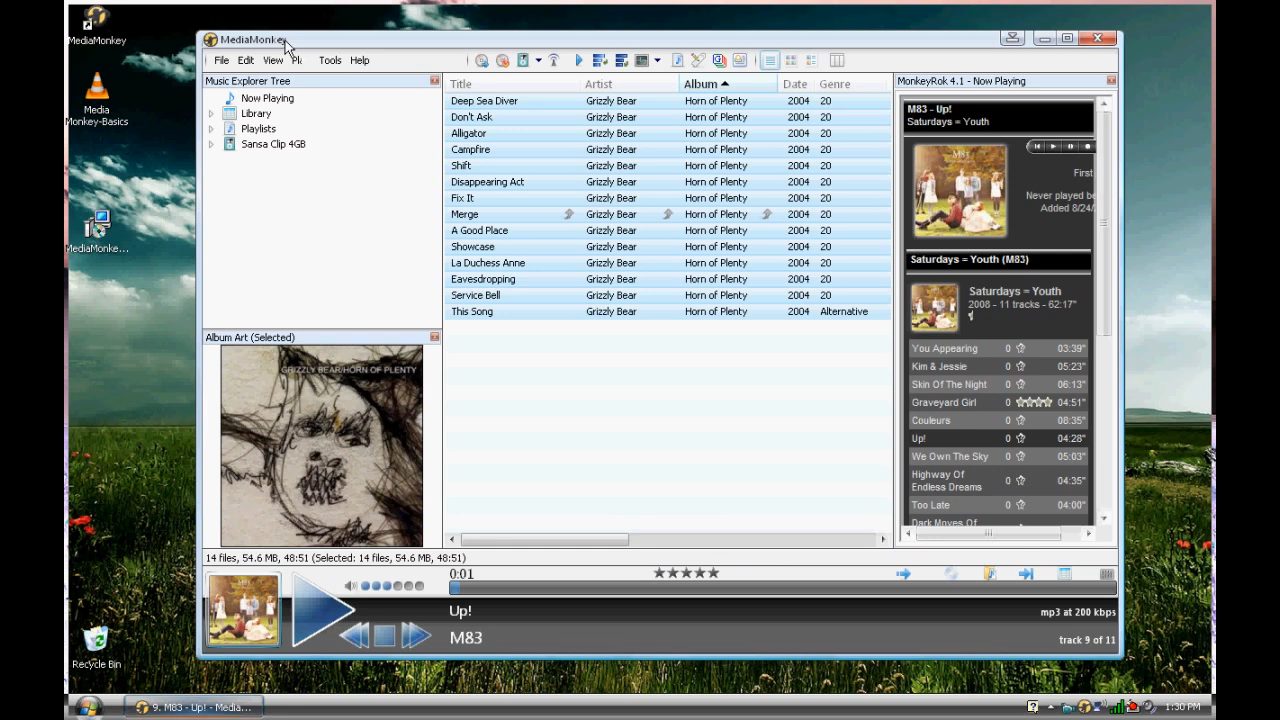 MediaMonkey
Media
Monkey-Basics
MediaMonke...
Recycle Bin
MediaMonkey
File Edit View Pl Tools Help
Music Explorer Tree
Now Playing
Library
Playlists
Sansa Clip 4GB
Album Art (Selected)
GRIZZLY BEAR/HORN OF PLENTY
Title Artist Album Date Genre
Deep Sea Diver Grizzly Bear Horn of Plenty 2004 20
Don't Ask Grizzly Bear Horn of Plenty 2004 20
Alligator Grizzly Bear Horn of Plenty 2004 20
Campfire Grizzly Bear Horn of Plenty 2004 20
Shift Grizzly Bear Horn of Plenty 2004 20
Disappearing Act Grizzly Bear Horn of Plenty 2004 20
Fix It Grizzly Bear Horn of Plenty 2004 20
Merge Grizzly Bear Horn of Plenty 2004 20
A Good Place Grizzly Bear Horn of Plenty 2004 20
Showcase Grizzly Bear Horn of Plenty 2004 20
La Duchess Anne Grizzly Bear Horn of Plenty 2004 20
Eavesdropping Grizzly Bear Horn of Plenty 2004 20
Service Bell Grizzly Bear Horn of Plenty 2004 20
This Song Grizzly Bear Horn of Plenty 2004 Alternative
MonkeyRok 4.1 - Now Playing
M83 - Up!
Saturdays = Youth
First
Never played be
Added 8/24/
Saturdays = Youth (M83)
Saturdays = Youth
2008 - 11 tracks - 62:17"
You Appearing 0 03:39"
Kim & Jessie 0 05:23"
Skin Of The Night 0 06:13"
Graveyard Girl 0 04:51"
Couleurs 0 08:35"
Up! 0 04:28"
We Own The Sky 0 05:03"
Highway Of
Endless Dreams 0 04:35"
Too Late 0 04:00"
Dark Moves Of
14 files, 54.6 MB, 48:51 (Selected: 14 files, 54.6 MB, 48:51)
0:01
Up!
mp3 at 200 kbps
M83
track 9 of 11
9. M83 - Up! - Media...
1:30 PM